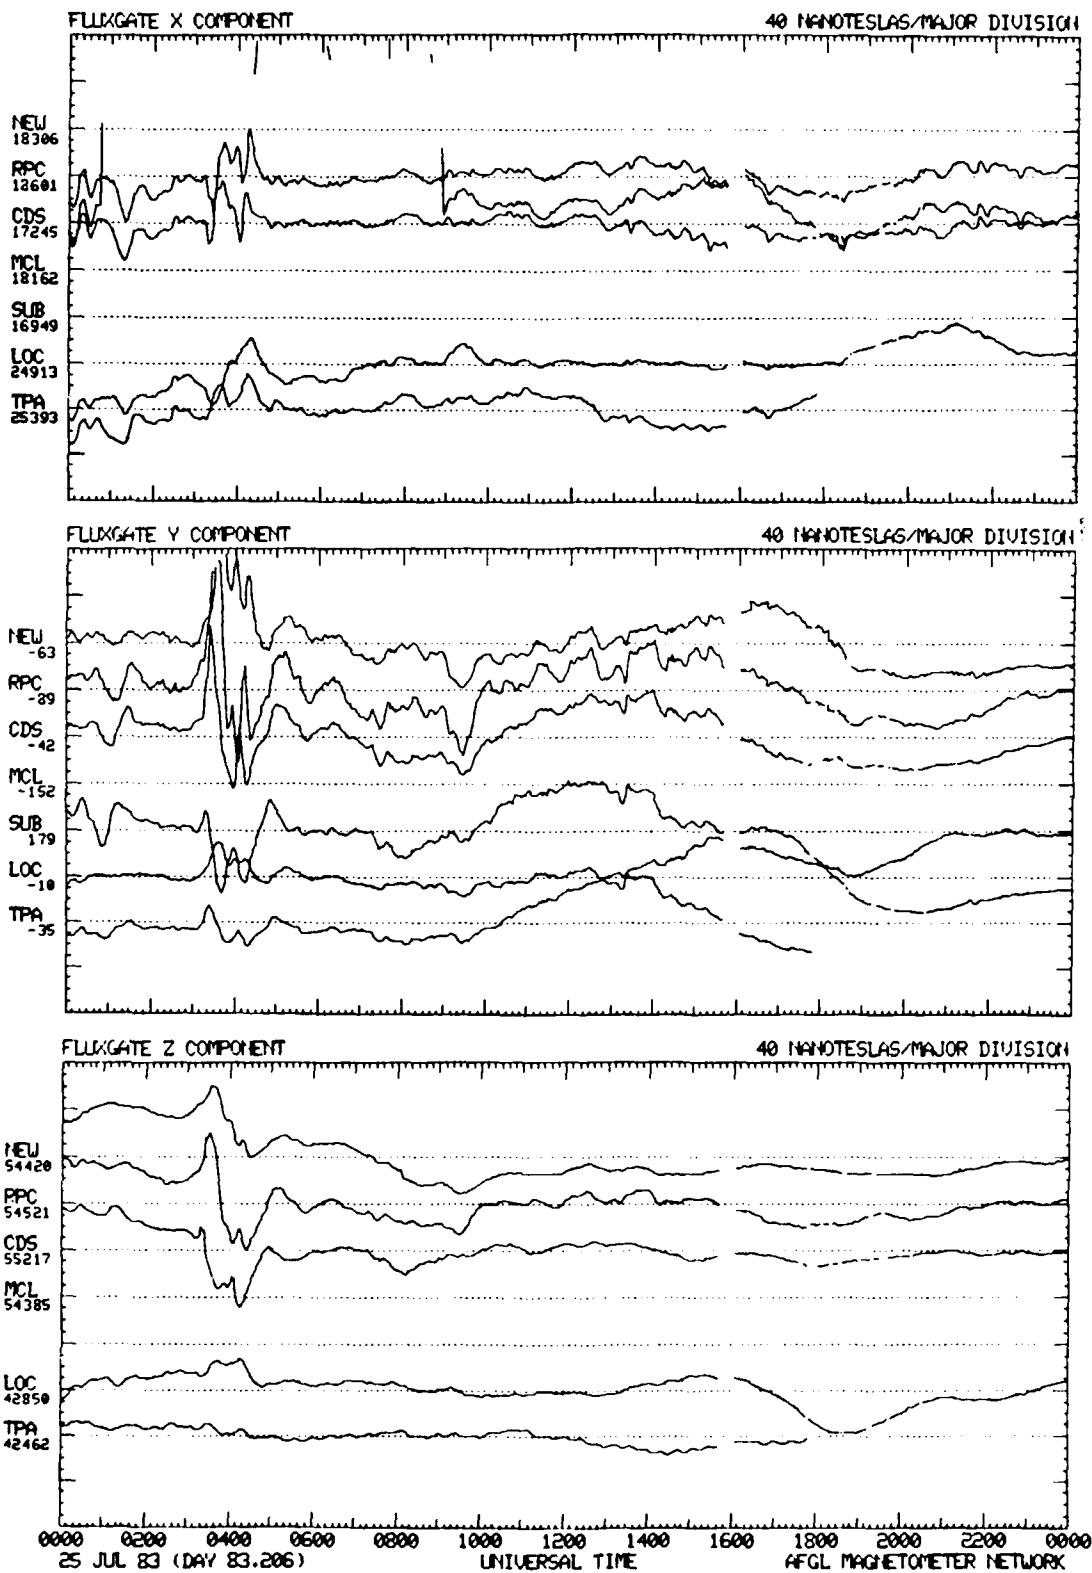 FLUXGATE X COMPONENT 40 NANOTESLAS/MAJOR DIVISION
NEW
18306
RPC
12601
CDS
17245
MCL
18162
SUB
16949
LOC
24913
TPA
25393
FLUXGATE Y COMPONENT 40 NANOTESLAS/MAJOR DIVISION
NEW
-63
RPC
-89
CDS
-42
MCL
-152
SUB
179
LOC
-10
TPA
-35
FLUXGATE Z COMPONENT 40 NANOTESLAS/MAJOR DIVISION
NEW
54420
RPC
54521
CDS
55217
MCL
54385
LOC
42850
TPA
42462
0000 0200 0400 0600 0800 1000 1200 1400 1600 1800 2000 2200 0000
25 JUL 83 (DAY 83.206) UNIVERSAL TIME AFGL MAGNETOMETER NETWORK